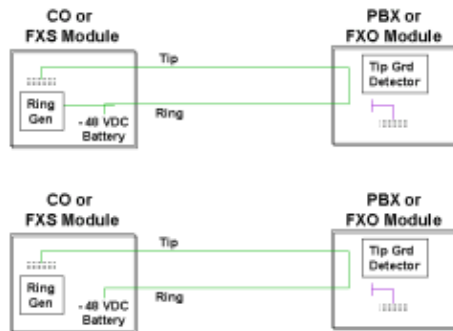 CO or
FXS Module
PBX or
FXO Module
Tip
Tip Grd
Detector
Ring
Gen
- 48 VDC
Battery
Ring
CO or
FXS Module
PBX or
FXO Module
Tip
Tip Grd
Detector
Ring
Gen
- 48 VDC
Battery
Ring